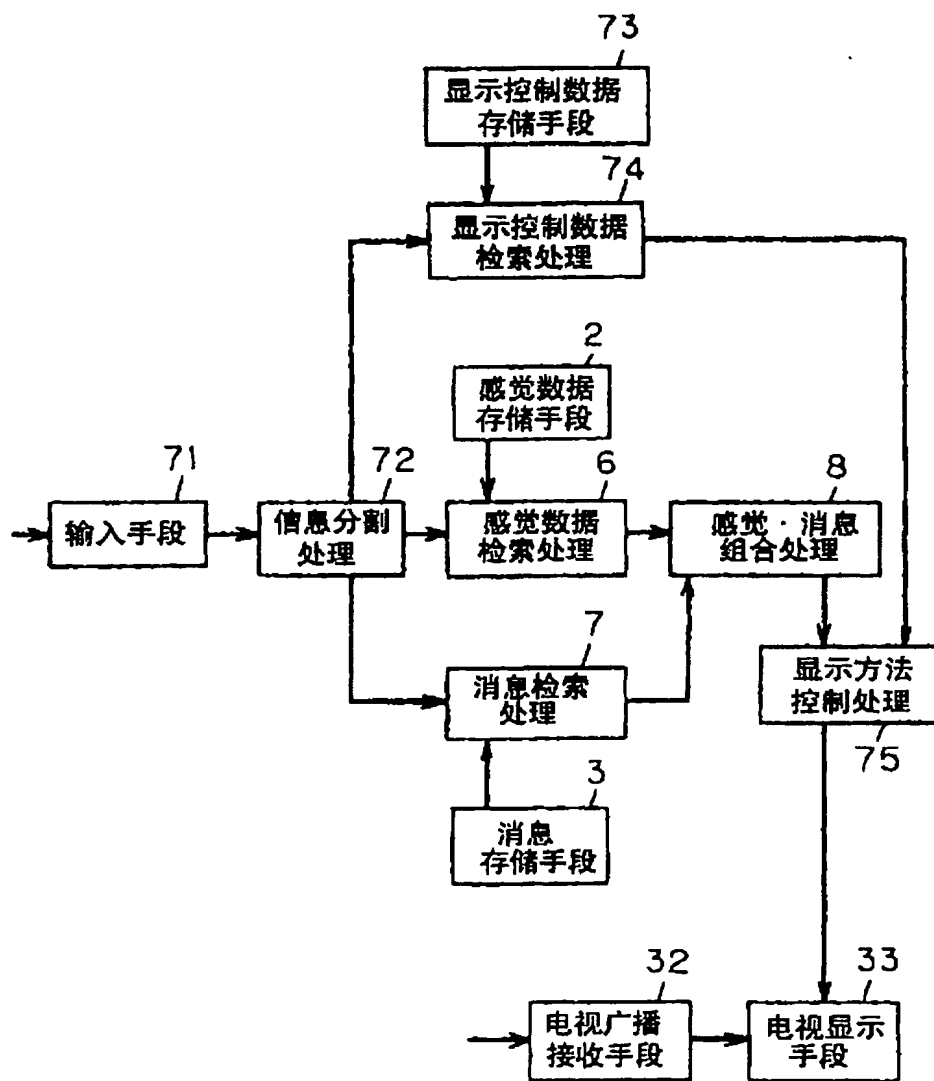 73
显示控制数据
存储手段
74
显示控制数据
检索处理
2
感觉数据
存储手段
71
输入手段
72
信息分割
处理
6
感觉数据
检索处理
8
感觉·消息
组合处理
7
消息检索
处理
显示方法
控制处理
75
3
消息
存储手段
32
电视广播
接收手段
33
电视显示
手段